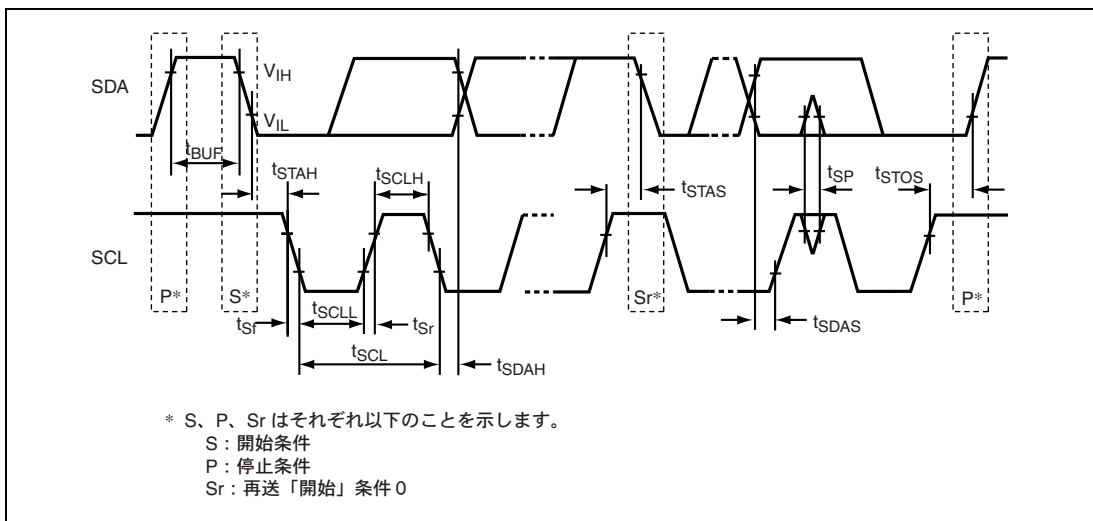 SDA
VIH
VIL
tBUF
tSTAH
tSCLH
tSTAS
tSP
tSTOS
SCL
P*
S*
Sr*
P*
tSf
tSCLL
tSr
tSCL
tSDAH
tSDAS
* S、P、Sr はそれぞれ以下のことを示します。
S：開始条件
P：停止条件
Sr：再送「開始」条件0